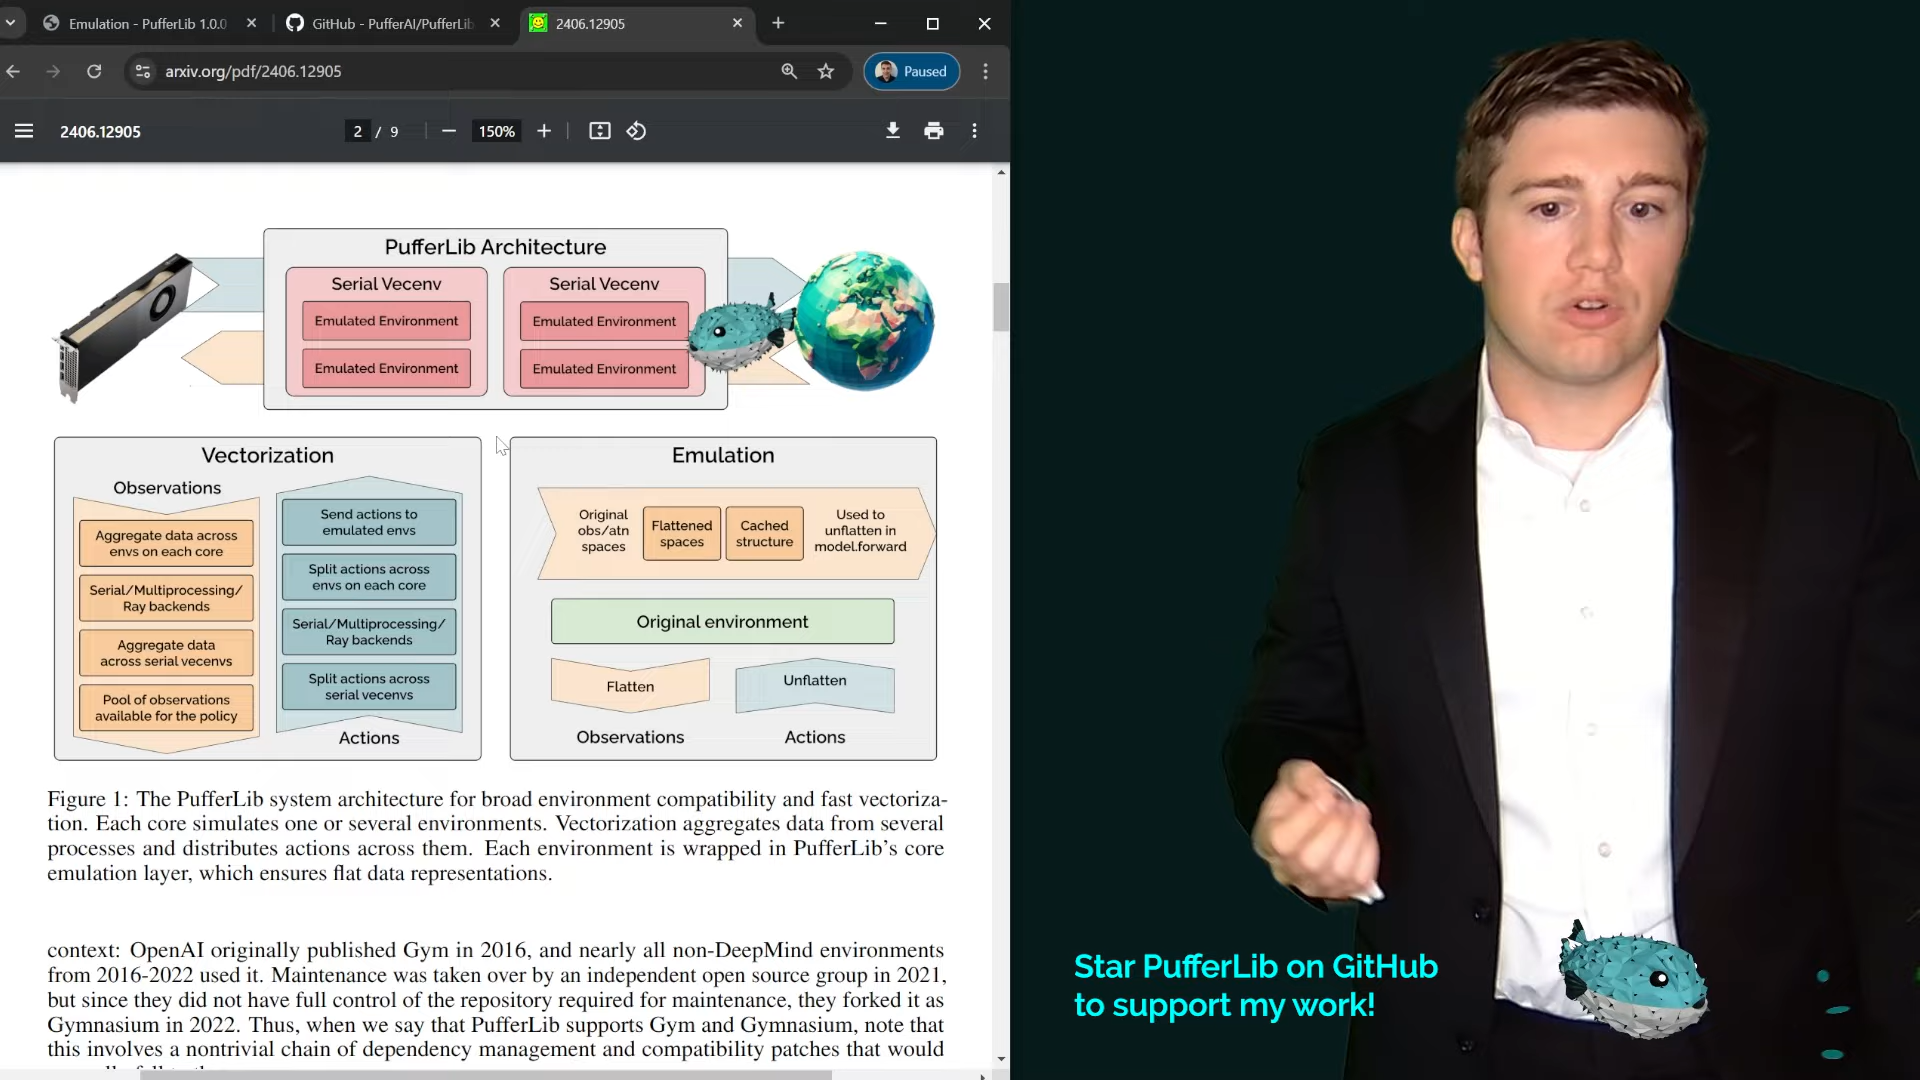 Emulation - PufferLib 1.0.0
GitHub - PufferAI/PufferLib
2406.12905
arxiv.org/pdf/2406.12905
Paused
2406.12905
2 / 9
150%
PufferLib Architecture
Serial Vecenv
Serial Vecenv
Emulated Environment
Emulated Environment
Emulated Environment
Emulated Environment
Vectorization
Observations
Aggregate data across
envs on each core
Serial/Multiprocessing/
Ray backends
Aggregate data
across serial vecenvs
Pool of observations
available for the policy
Send actions to
emulated envs
Split actions across
envs on each core
Serial/Multiprocessing/
Ray backends
Split actions across
serial vecenvs
Actions
Emulation
Original
obs/atn
spaces
Flattened
spaces
Cached
structure
Used to
unflatten in
model.forward
Original environment
Flatten
Unflatten
Observations
Actions
Figure 1: The PufferLib system architecture for broad environment compatibility and fast vectoriza-
tion. Each core simulates one or several environments. Vectorization aggregates data from several
processes and distributes actions across them. Each environment is wrapped in PufferLib's core
emulation layer, which ensures flat data representations.
context: OpenAI originally published Gym in 2016, and nearly all non-DeepMind environments
from 2016-2022 used it. Maintenance was taken over by an independent open source group in 2021,
but since they did not have full control of the repository required for maintenance, they forked it as
Gymnasium in 2022. Thus, when we say that PufferLib supports Gym and Gymnasium, note that
this involves a nontrivial chain of dependency management and compatibility patches that would
Star PufferLib on GitHub
to support my work!